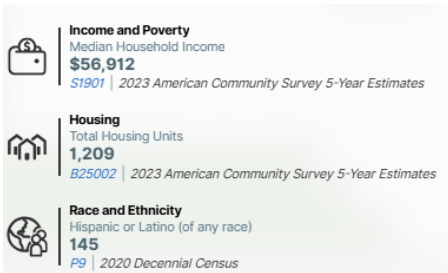 Income and Poverty
Median Household Income
$56,912
S1901 | 2023 American Community Survey 5-Year Estimates
Housing
Total Housing Units
1,209
B25002 | 2023 American Community Survey 5-Year Estimates
Race and Ethnicity
Hispanic or Latino (of any race)
145
P9 | 2020 Decennial Census